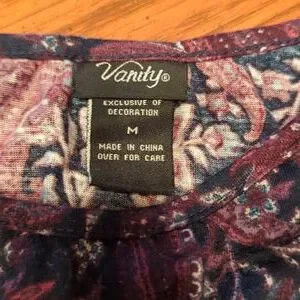 Vanity®
EXCLUSIVE OF
DECORATION
M
MADE IN CHINA
OVER FOR CARE